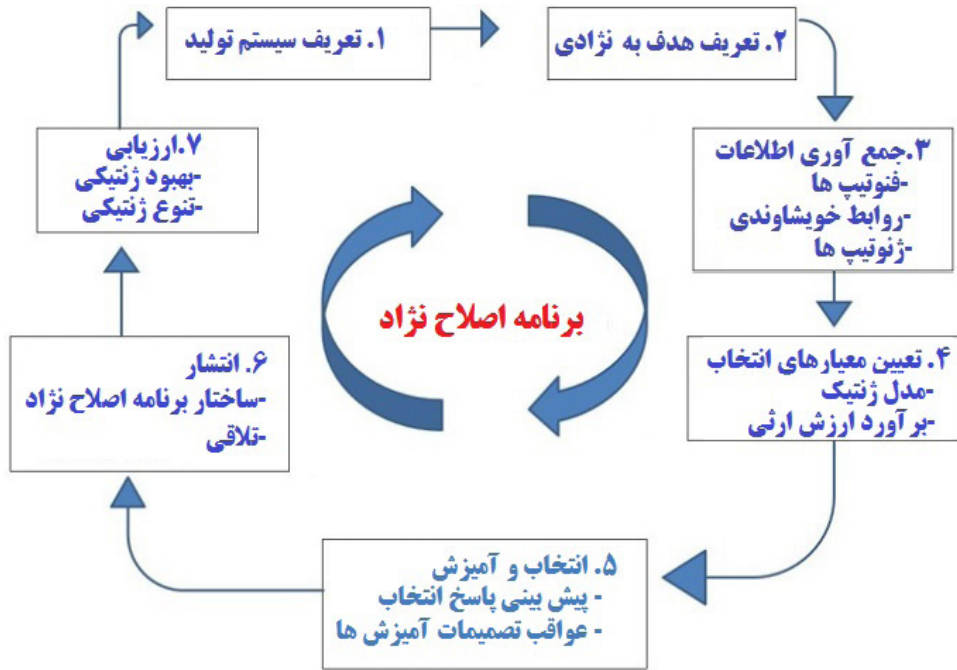 ۱. تعریف سیستم تولید
۲. تعریف هدف به نژادی
۳.جمع آوری اطلاعات
-فنوتیپ ها
-روابط خویشاوندی
ژنوتیپ ها
۴. تعیین معیارهای انتخاب
-مدل ژنتیک
-برآورد ارزش ارثی
۵. انتخاب و آمیزش
- پیش بینی پاسخ انتخاب
- عواقب تصمیمات آمیزش ها
۶. انتشار
-ساختار برنامه اصلاح نژاد
-تلاقی
۷.ارزیابی
-بهبود ژنتیکی
-تنوع ژنتیکی
برنامه اصلاح نژاد